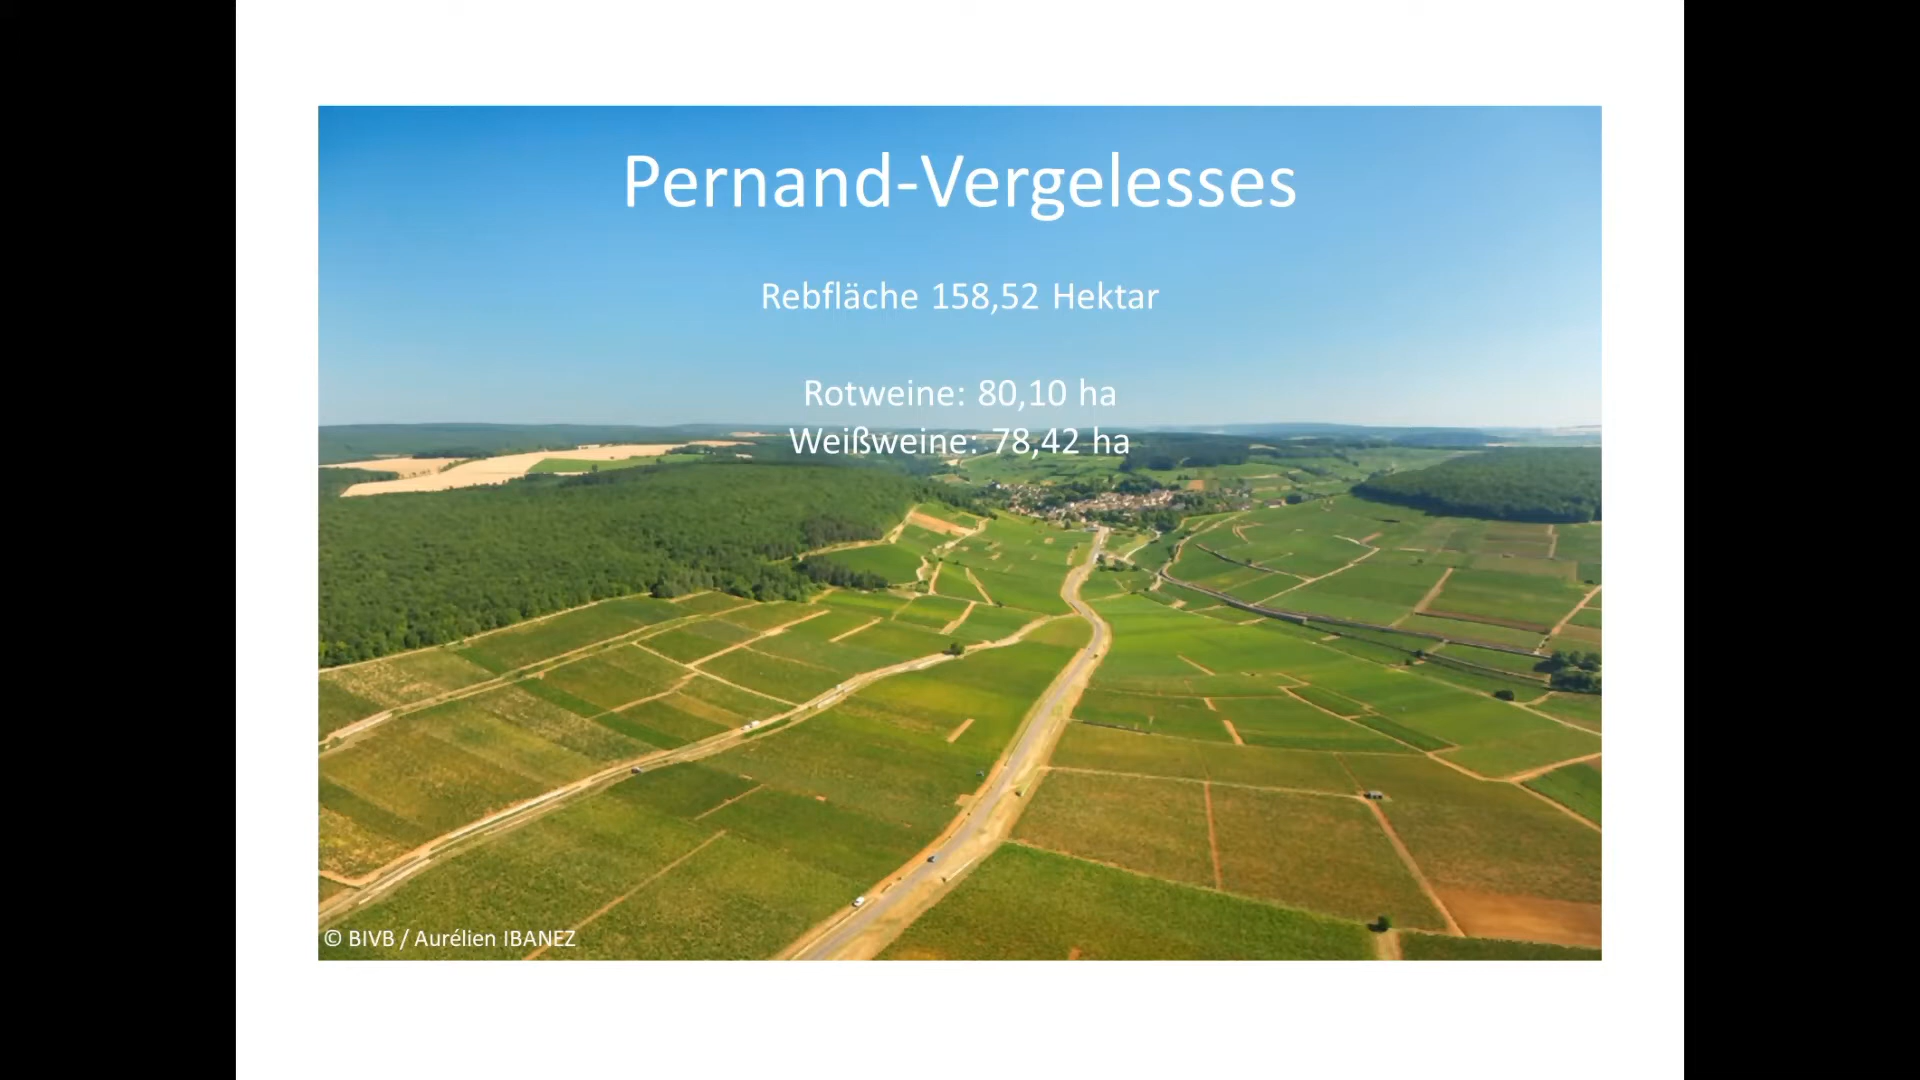 Pernand-Vergelesses
Rebfläche 158,52 Hektar
Rotweine: 80,10 ha
Weißweine: 78,42 ha
© BIVB / Aurélien IBANEZ